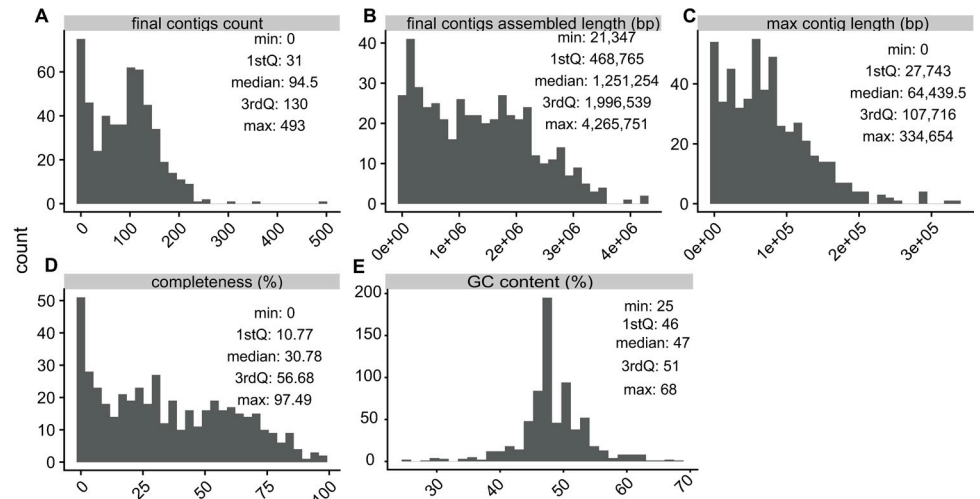 A
final contigs count
min: 0
1stQ: 31
median: 94.5
3rdQ: 130
max: 493
60
40
20
0
0
100
200
300
400
500
B
final contigs assembled length (bp)
min: 21,347
1stQ: 468,765
median: 1,251,254
3rdQ: 1,996,539
max: 4,265,751
40
30
20
10
0
0e+00
1e+06
2e+06
3e+06
4e+06
C
max contig length (bp)
min: 0
1stQ: 27,743
median: 64,439.5
3rdQ: 107,716
max: 334,654
40
20
0
0e+00
1e+05
2e+05
3e+05
count
D
completeness (%)
min: 0
1stQ: 10.77
median: 30.78
3rdQ: 56.68
max: 97.49
50
40
30
20
10
0
0
25
50
75
100
E
GC content (%)
min: 25
1stQ: 46
median: 47
3rdQ: 51
max: 68
200
150
100
50
0
30
40
50
60
70